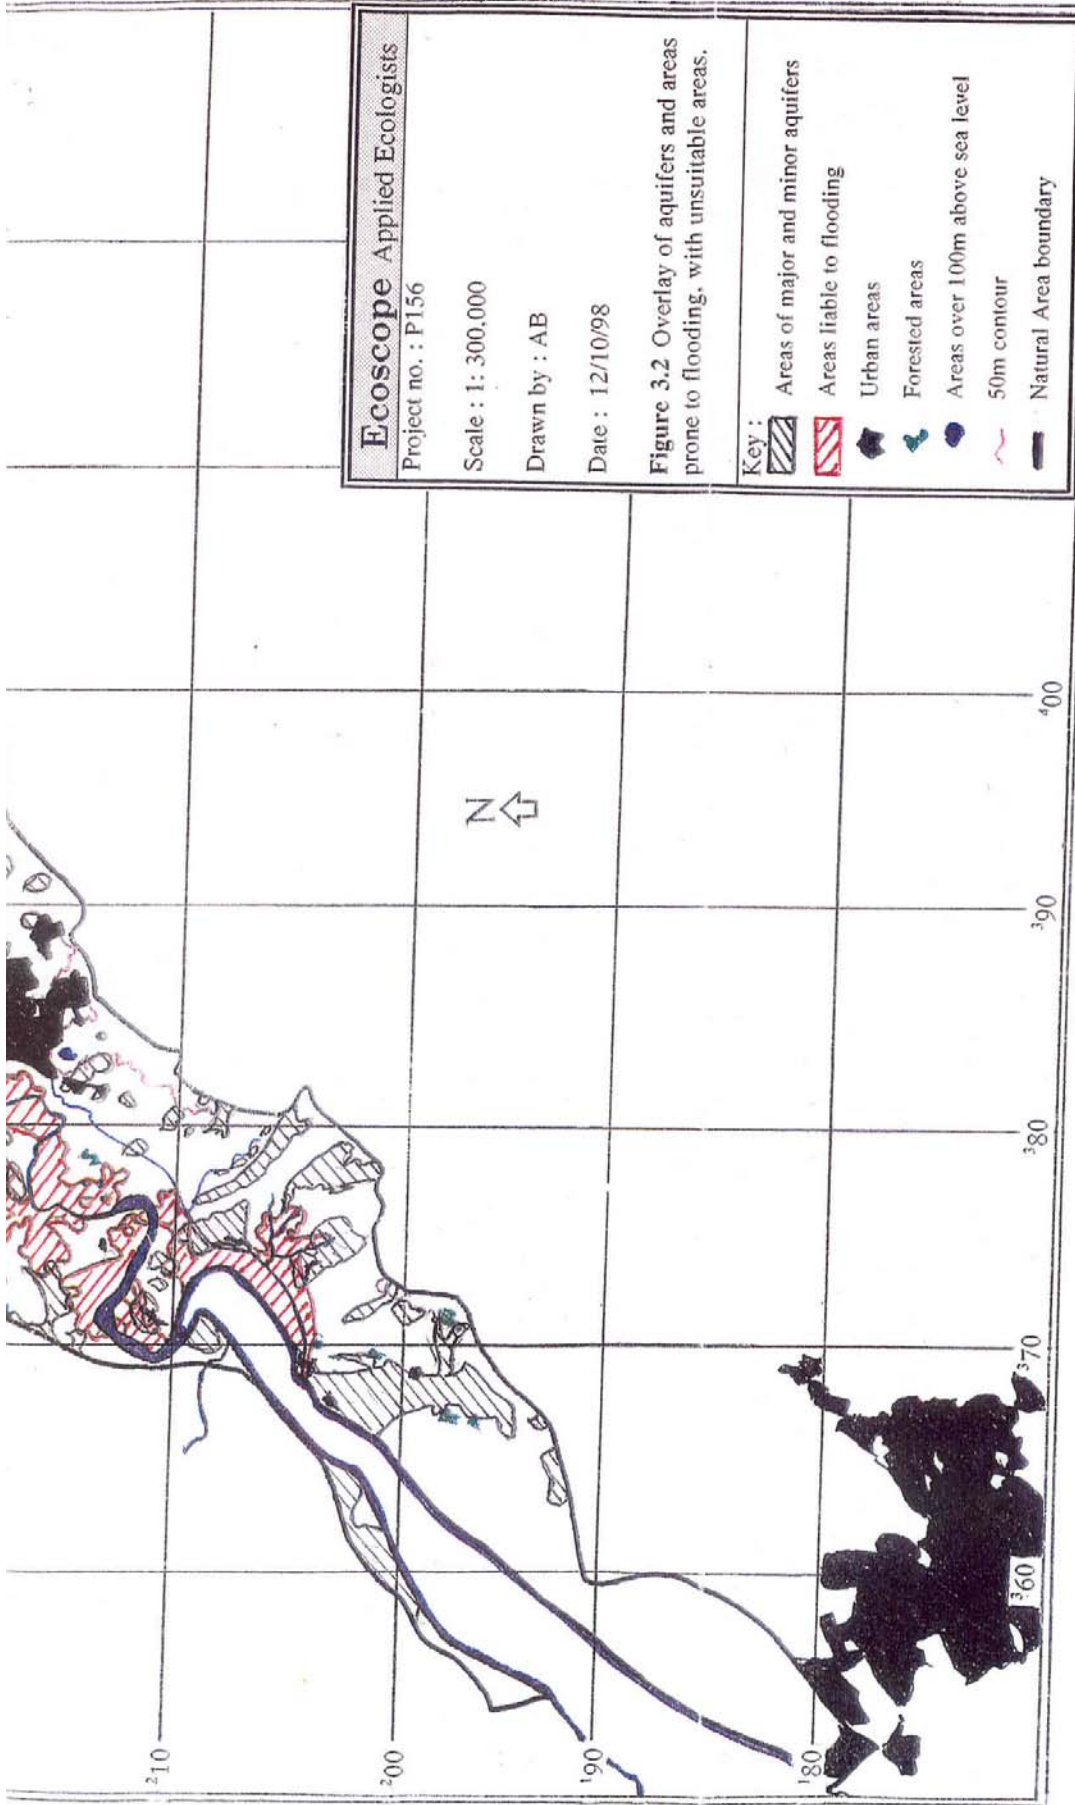 Ecoscope Applied Ecologists
Project no. : P156
Scale : 1: 300.000
Drawn by : AB
Date : 12/10/98
Figure 3.2 Overlay of aquifers and areas
prone to flooding, with unsuitable areas.
Key :
Areas of major and minor aquifers
Areas liable to flooding
Urban areas
Forested areas
Areas over 100m above sea level
50m contour
Natural Area boundary
N
210
200
190
180
360
370
380
390
400